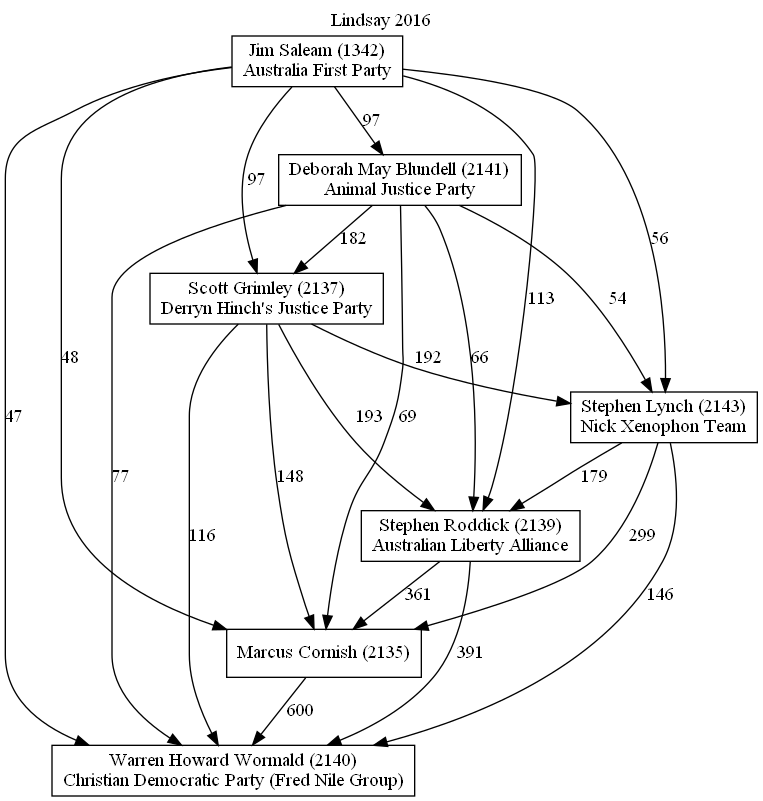 Lindsay 2016
Jim Saleam (1342)
Australia First Party
97
Deborah May Blundell (2141)
Animal Justice Party
97
182
56
Scott Grimley (2137)
Derryn Hinch's Justice Party
113
54
48
192
66
Stephen Lynch (2143)
Nick Xenophon Team
47
193
69
77
148
179
Stephen Roddick (2139)
Australian Liberty Alliance
116
299
361
146
Marcus Cornish (2135)
391
600
Warren Howard Wormald (2140)
Christian Democratic Party (Fred Nile Group)